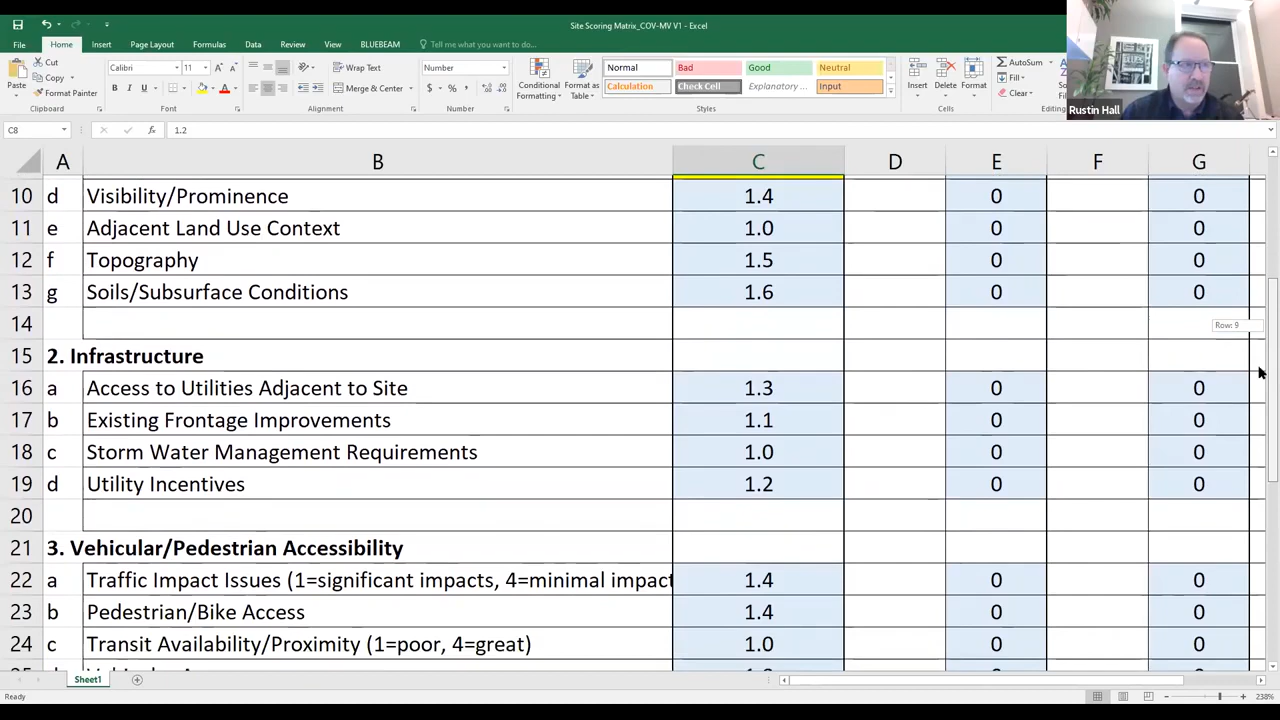 Site Scoring Matrix_COV-MV V1 - Excel
File Home Insert Page Layout Formulas Data Review View BLUEBEAM Tell me what you want to do...
Paste Cut Copy Format Painter Clipboard
Calibri 11 B I U A Font
Wrap Text Merge & Center Alignment
Number $ % , Number
Conditional Formatting Format as Table
Normal Bad Good Neutral
Calculation Check Cell Explanatory ... Input
Styles
Insert Delete Format Cells
AutoSum Fill Clear Editing
Rustin Hall
C8 fx 1.2
A B C D E F G
10 d Visibility/Prominence 1.4 0 0
11 e Adjacent Land Use Context 1.0 0 0
12 f Topography 1.5 0 0
13 g Soils/Subsurface Conditions 1.6 0 0
14 Row: 9
15 2. Infrastructure
16 a Access to Utilities Adjacent to Site 1.3 0 0
17 b Existing Frontage Improvements 1.1 0 0
18 c Storm Water Management Requirements 1.0 0 0
19 d Utility Incentives 1.2 0 0
20
21 3. Vehicular/Pedestrian Accessibility
22 a Traffic Impact Issues (1=significant impacts, 4=minimal impact 1.4 0 0
23 b Pedestrian/Bike Access 1.4 0 0
24 c Transit Availability/Proximity (1=poor, 4=great) 1.0 0 0
Sheet1
Ready 238%